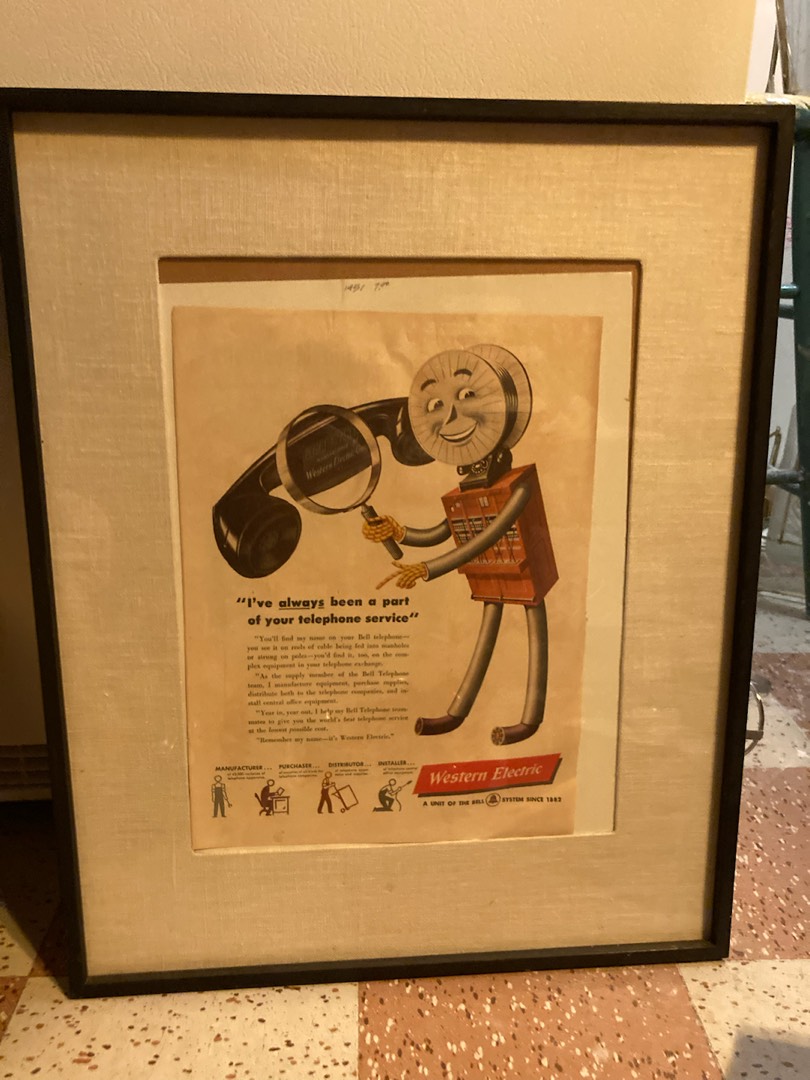 Western Electric
"I've always been a part
of your telephone service"
"You'll find my name on your Bell telephone—
you see it on reels of cable being fed into manholes
or strung on poles—you'd find it, too, on the com-
plex equipment in your telephone exchange.
"As the supply member of the Bell Telephone
team, I manufacture equipment, purchase supplies,
distribute both to the telephone companies, and in-
stall central office equipment.
"Year in, year out, I help my Bell Telephone team-
mates to give you the world's best telephone service
at the lowest possible cost.
"Remember my name—it's Western Electric."
MANUFACTURER... PURCHASER... DISTRIBUTOR... INSTALLER...
Western Electric
A UNIT OF THE BELL SYSTEM SINCE 1882